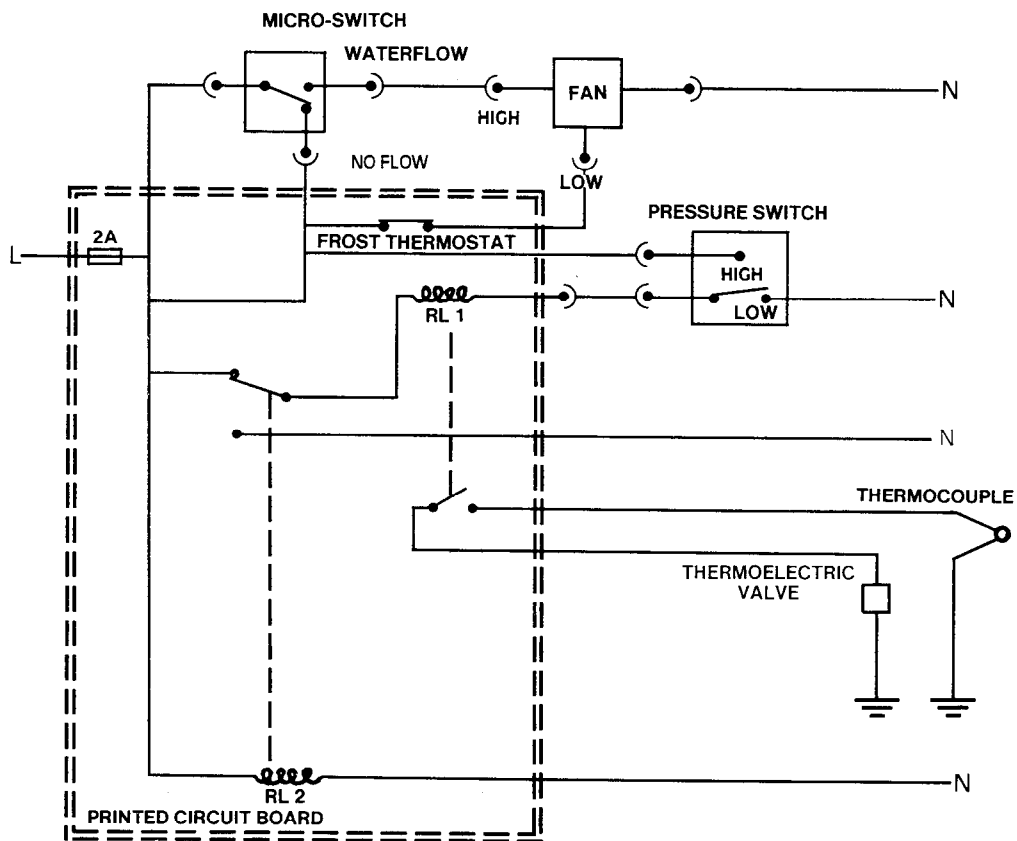 MICRO-SWITCH
WATERFLOW
FAN
N
HIGH
NO FLOW
LOW
PRESSURE SWITCH
2A
FROST THERMOSTAT
L
HIGH
RL 1
LOW
N
N
THERMOCOUPLE
THERMOELECTRIC
VALVE
RL 2
N
PRINTED CIRCUIT BOARD